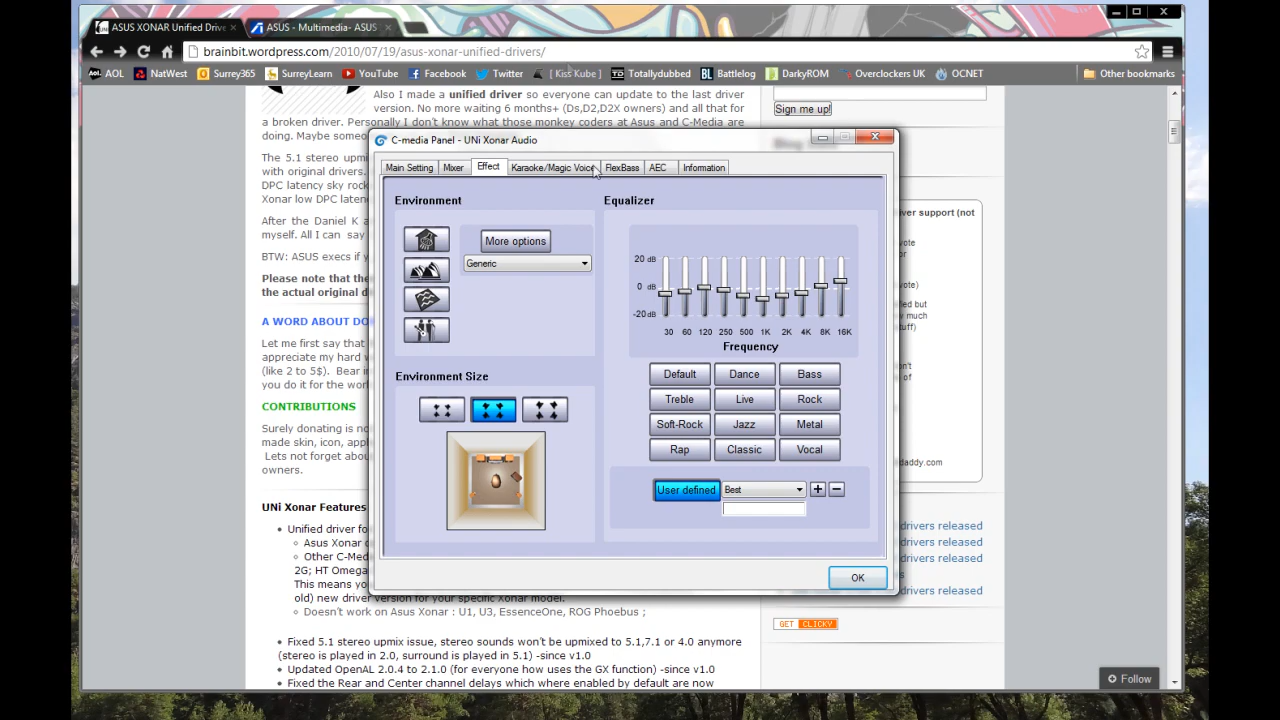 ASUS XONAR Unified Drive
ASUS - Multimedia- ASUS
brainbit.wordpress.com/2010/07/19/asus-xonar-unified-drivers/
AOL NatWest Surrey365 SurreyLearn YouTube Facebook Twitter [ Kiss Kube ] Totallydubbed Battlelog DarkyROM Overclockers UK OCNET Other bookmarks
Also I made a unified driver so everyone can update to the last driver
version. No more waiting 6 months+ (Ds,D2,D2X owners) and all that for
a broken driver. Personally I don't know what those monkey coders at Asus and C-Media are
doing. Maybe someo
The 5.1 stereo upmi
with original drivers.
DPC latency sky rock
Xonar low DPC laten
After the Daniel K a
myself. All I can say
BTW: ASUS execs if y
Please note that the
the actual original d
A WORD ABOUT DO
Let me first say that
appreciate my hard w
(like 2 to 5$). Bear in
you do it for the world
CONTRIBUTIONS
Surely donating is no
made skin, icon, appl
Lets not forget abou
owners.
UNi Xonar Features
Unified driver fo
Asus Xonar
Other C-Med
2G; HT Omega
This means yo
old) new driver version for your specific Xonar model.
Doesn't work on Asus Xonar : U1, U3, EssenceOne, ROG Phoebus ;
Fixed 5.1 stereo upmix issue, stereo sounds won't be upmixed to 5.1,7.1 or 4.0 anymore
(stereo is played in 2.0, surround is played in 5.1) -since v1.0
Updated OpenAL 2.0.4 to 2.1.0 (for everyone how uses the GX function) -since v1.0
Fixed the Rear and Center channel delays which where enabled by default are now
C-media Panel - UNi Xonar Audio
Main Setting Mixer Effect Karaoke/Magic Voice FlexBass AEC Information
Environment
More options
Generic
Environment Size
Equalizer
20 dB
0 dB
-20 dB
30 60 120 250 500 1K 2K 4K 8K 16K
Frequency
Default Dance Bass
Treble Live Rock
Soft-Rock Jazz Metal
Rap Classic Vocal
User defined Best + −
OK
Sign me up!
ver support (not
vote
or
vote)
fied but
w much
stuff)
n't
of
daddy.com
drivers released
drivers released
drivers released
s
drivers released
GET CLICKY
Follow